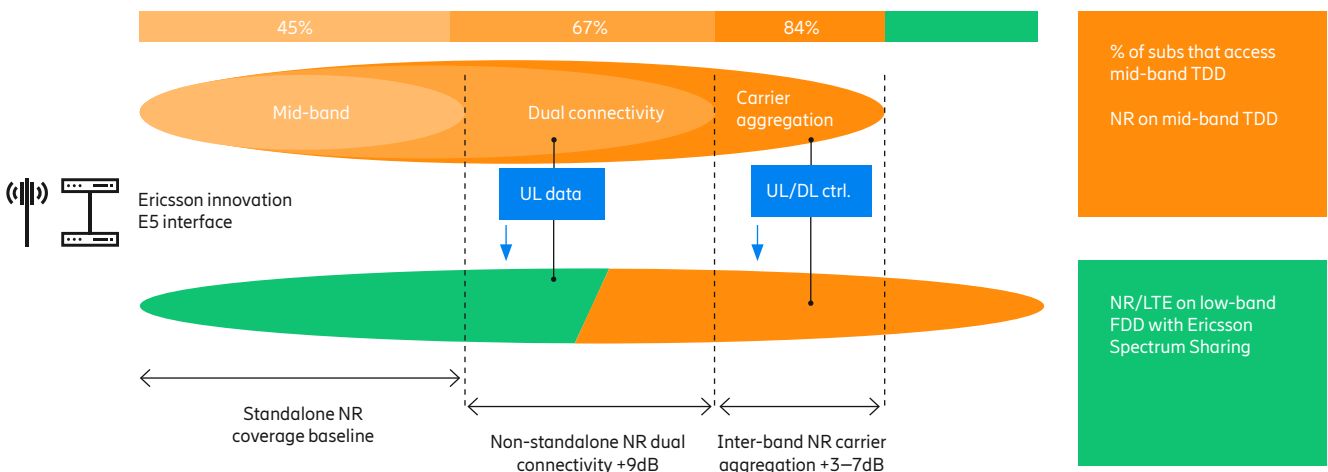 45%
67%
84%
Mid-band
Dual connectivity
Carrier
aggregation
UL data
UL/DL ctrl.
Ericsson innovation
E5 interface
Standalone NR
coverage baseline
Non-standalone NR dual
connectivity +9dB
Inter-band NR carrier
aggregation +3–7dB
% of subs that access
mid-band TDD
NR on mid-band TDD
NR/LTE on low-band
FDD with Ericsson
Spectrum Sharing